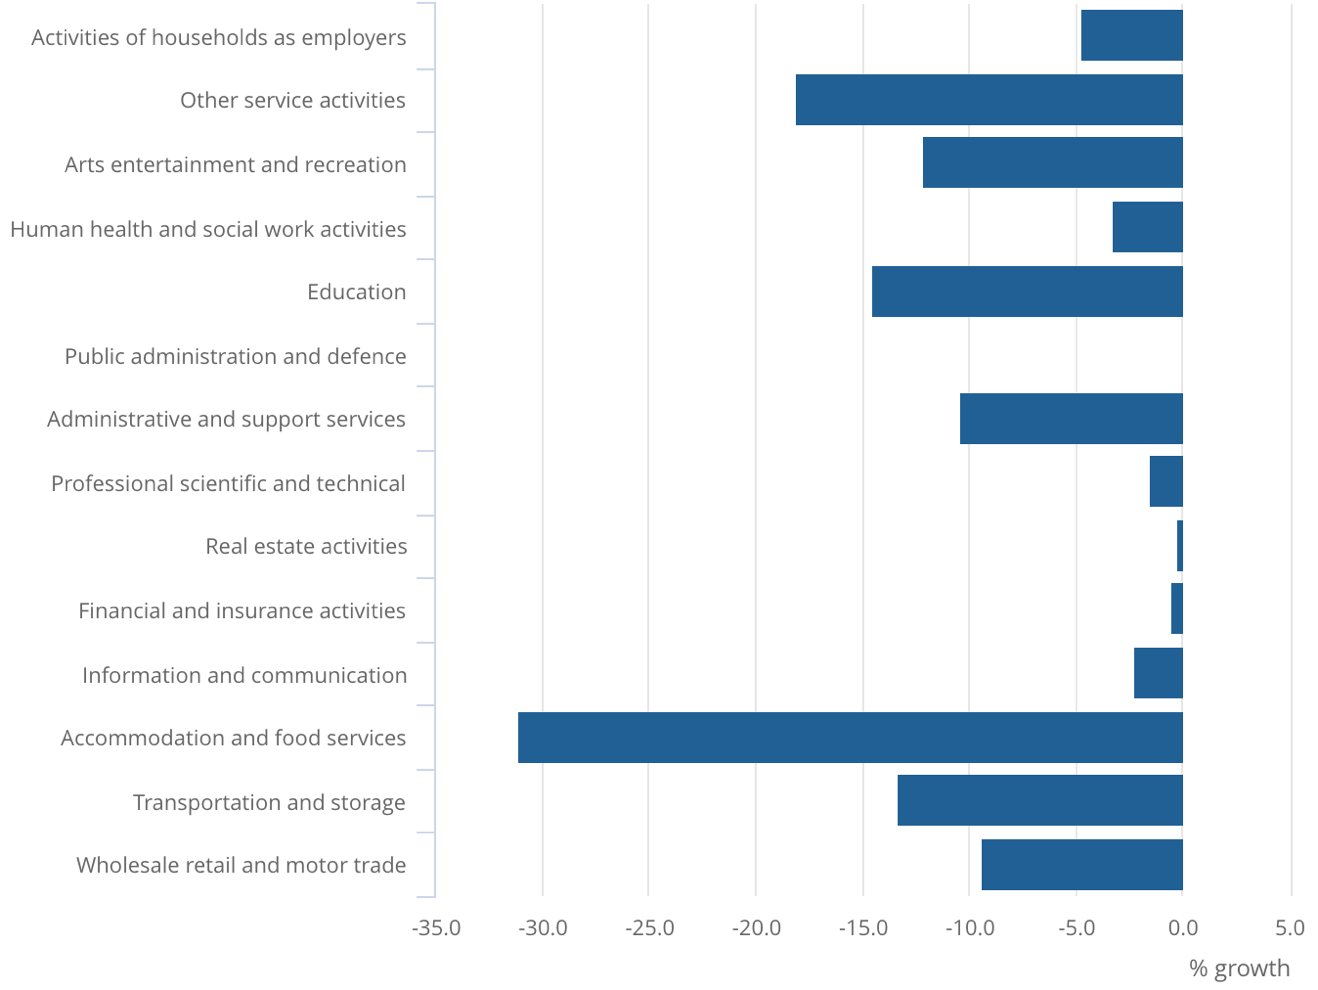 Activities of households as employers
Other service activities
Arts entertainment and recreation
Human health and social work activities
Education
Public administration and defence
Administrative and support services
Professional scientific and technical
Real estate activities
Financial and insurance activities
Information and communication
Accommodation and food services
Transportation and storage
Wholesale retail and motor trade
-35.0 -30.0 -25.0 -20.0 -15.0 -10.0 -5.0 0.0 5.0
% growth